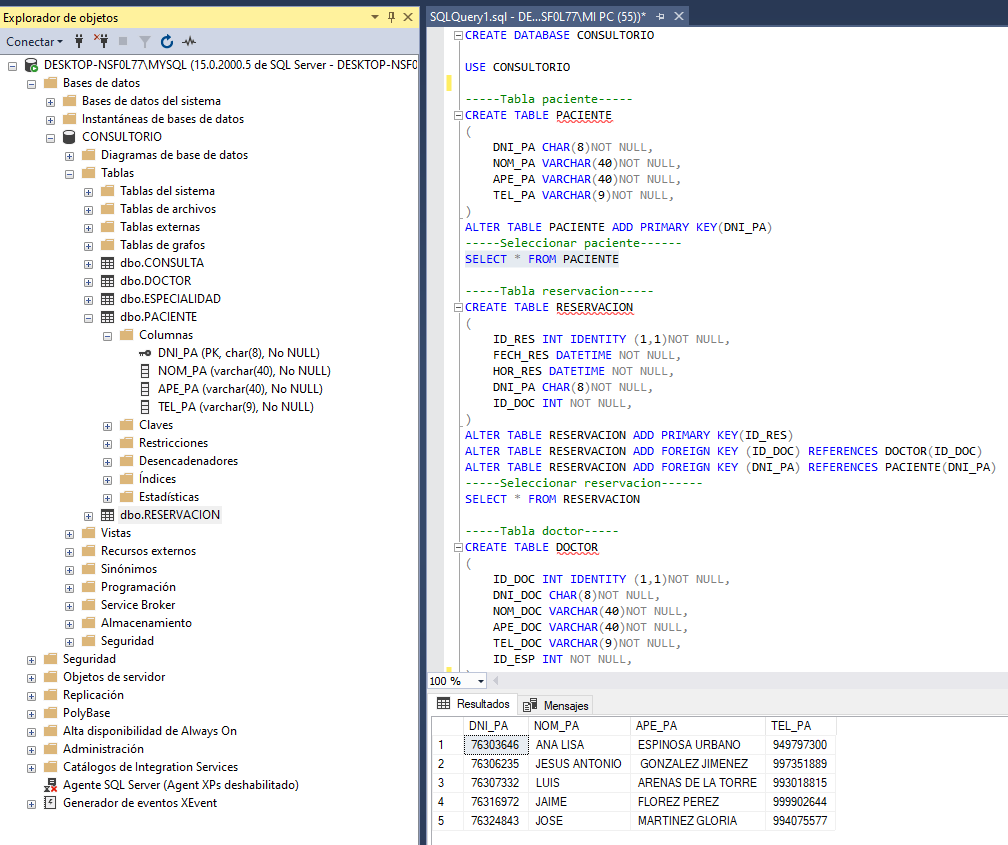 Explorador de objetos
Conectar
DESKTOP-NSF0L77\MYSQL (15.0.2000.5 de SQL Server - DESKTOP-NSF0
Bases de datos
Bases de datos del sistema
Instantáneas de bases de datos
CONSULTORIO
Diagramas de base de datos
Tablas
Tablas del sistema
Tablas de archivos
Tablas externas
Tablas de grafos
dbo.CONSULTA
dbo.DOCTOR
dbo.ESPECIALIDAD
dbo.PACIENTE
Columnas
DNI_PA (PK, char(8), No NULL)
NOM_PA (varchar(40), No NULL)
APE_PA (varchar(40), No NULL)
TEL_PA (varchar(9), No NULL)
Claves
Restricciones
Desencadenadores
Índices
Estadísticas
dbo.RESERVACION
Vistas
Recursos externos
Sinónimos
Programación
Service Broker
Almacenamiento
Seguridad
Seguridad
Objetos de servidor
Replicación
PolyBase
Alta disponibilidad de Always On
Administración
Catálogos de Integration Services
Agente SQL Server (Agent XPs deshabilitado)
Generador de eventos XEvent
SQLQuery1.sql - DE...SF0L77\MI PC (55))*
CREATE DATABASE CONSULTORIO
USE CONSULTORIO
-----Tabla paciente-----
CREATE TABLE PACIENTE
(
DNI_PA CHAR(8)NOT NULL,
NOM_PA VARCHAR(40)NOT NULL,
APE_PA VARCHAR(40)NOT NULL,
TEL_PA VARCHAR(9)NOT NULL,
)
ALTER TABLE PACIENTE ADD PRIMARY KEY(DNI_PA)
-----Seleccionar paciente------
SELECT * FROM PACIENTE
-----Tabla reservacion-----
CREATE TABLE RESERVACION
(
ID_RES INT IDENTITY (1,1)NOT NULL,
FECH_RES DATETIME NOT NULL,
HOR_RES DATETIME NOT NULL,
DNI_PA CHAR(8)NOT NULL,
ID_DOC INT NOT NULL,
)
ALTER TABLE RESERVACION ADD PRIMARY KEY(ID_RES)
ALTER TABLE RESERVACION ADD FOREIGN KEY (ID_DOC) REFERENCES DOCTOR(ID_DOC)
ALTER TABLE RESERVACION ADD FOREIGN KEY (DNI_PA) REFERENCES PACIENTE(DNI_PA)
-----Seleccionar reservacion------
SELECT * FROM RESERVACION
-----Tabla doctor-----
CREATE TABLE DOCTOR
(
ID_DOC INT IDENTITY (1,1)NOT NULL,
DNI_DOC CHAR(8)NOT NULL,
NOM_DOC VARCHAR(40)NOT NULL,
APE_DOC VARCHAR(40)NOT NULL,
TEL_DOC VARCHAR(9)NOT NULL,
ID_ESP INT NOT NULL,
100 %
Resultados Mensajes
DNI_PA NOM_PA APE_PA TEL_PA
1 76303646 ANA LISA ESPINOSA URBANO 949797300
2 76306235 JESUS ANTONIO GONZALEZ JIMENEZ 997351889
3 76307332 LUIS ARENAS DE LA TORRE 993018815
4 76316972 JAIME FLOREZ PEREZ 999902644
5 76324843 JOSE MARTINEZ GLORIA 994075577